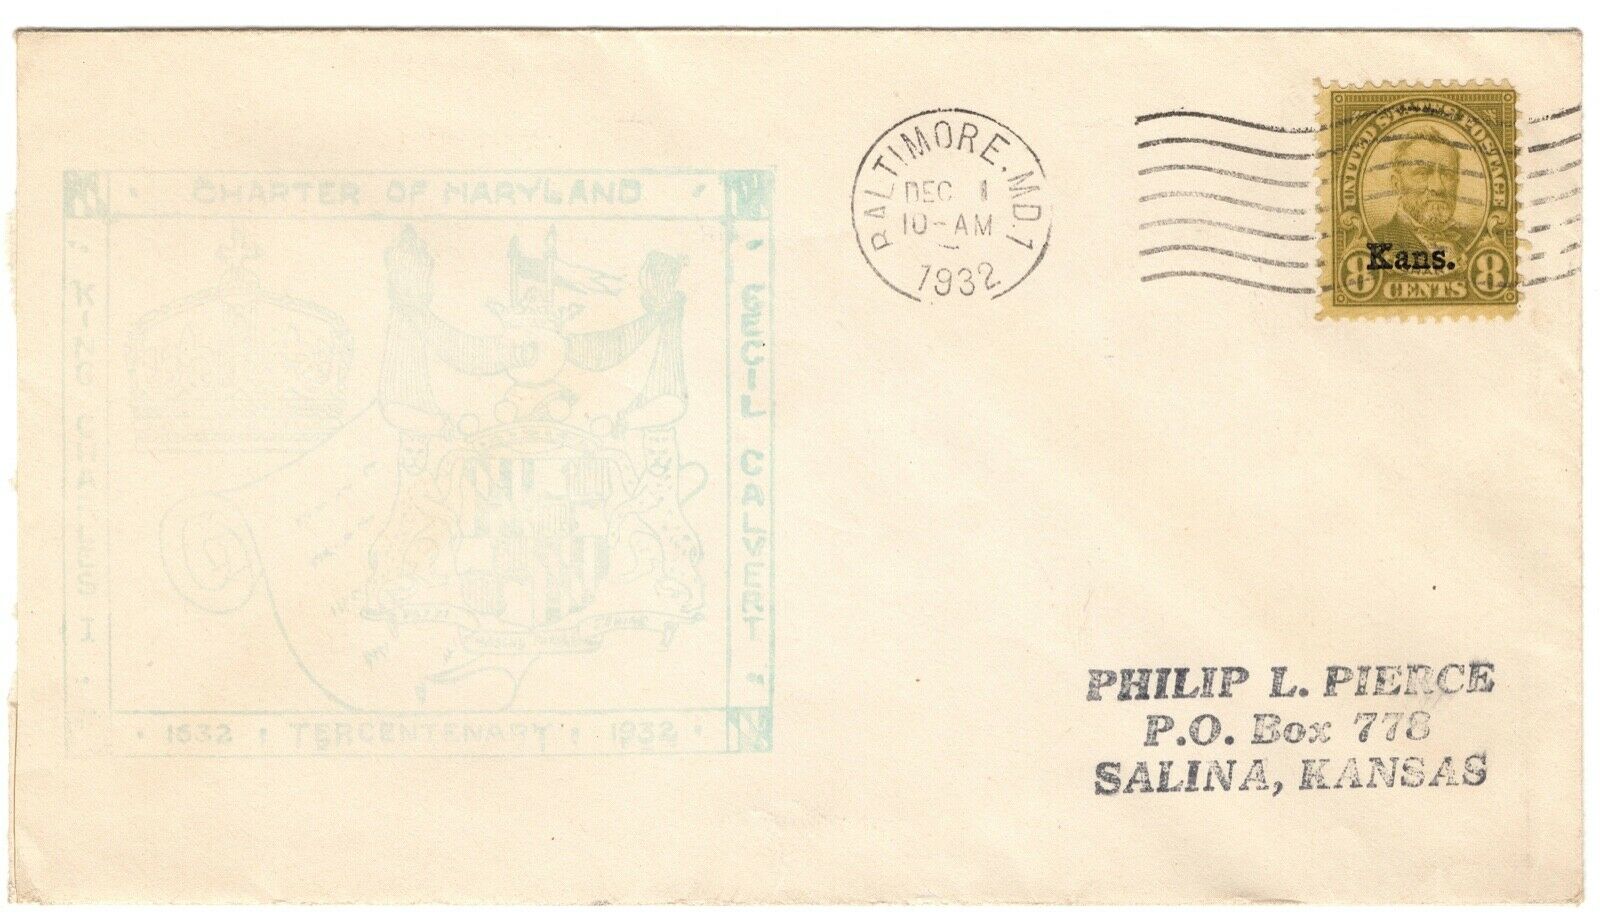 CHARTER OF MARYLAND
KING CHARLES I
CECIL CALVERT
1632 TERCENTENARY 1932
BALTIMORE, MD. 1
DEC 1
10-AM
1932
UNITED STATES POSTAGE
Kans.
8 CENTS 8
PHILIP L. PIERCE
P.O. Box 778
SALINA, KANSAS